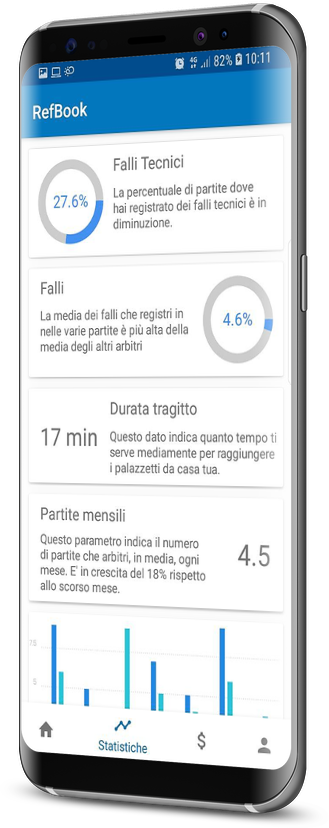 82% 10:11
RefBook
Falli Tecnici
27.6%
La percentuale di partite dove
hai registrato dei falli tecnici è in
diminuzione.
Falli
La media dei falli che registri in
nelle varie partite è più alta della
media degli altri arbitri
4.6%
Durata tragitto
17 min
Questo dato indica quanto tempo ti
serve mediamente per raggiungere
i palazzetti da casa tua.
Partite mensili
Questo parametro indica il numero
di partite che arbitri, in media, ogni
mese. E' in crescita del 18% rispetto
allo scorso mese.
4.5
15
5
Statistiche
$